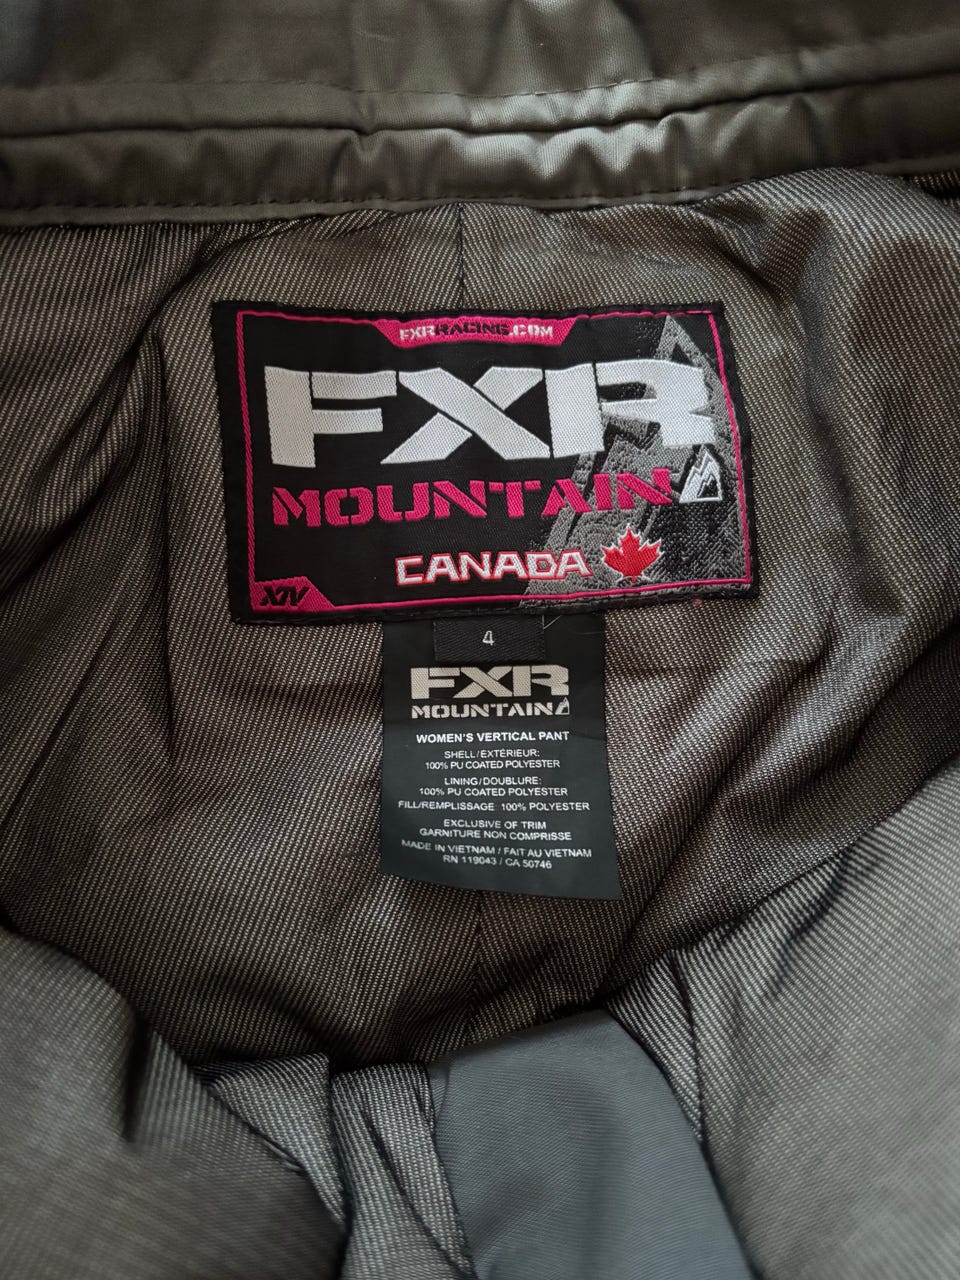 FXRRACING.COM
FXR
MOUNTAIN
CANADA
XIV
4
FXR
MOUNTAIN
WOMEN'S VERTICAL PANT
SHELL/EXTÉRIEUR:
100% PU COATED POLYESTER
LINING/DOUBLURE:
100% PU COATED POLYESTER
FILL/REMPLISSAGE 100% POLYESTER
EXCLUSIVE OF TRIM
GARNITURE NON COMPRISSE
MADE IN VIETNAM / FAIT AU VIETNAM
RN 119043 / CA 50746